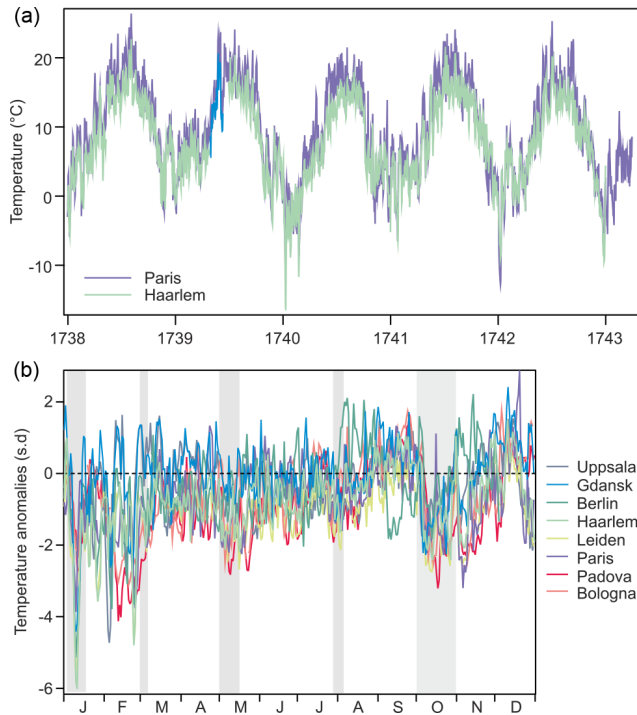 (a)
Temperature (°C)
20
10
0
-10
Paris
Haarlem
1738 1739 1740 1741 1742 1743
(b)
Temperature anomalies (s.d)
2
0
-2
-4
-6
J F M A M J J A S O N D
Uppsala
Gdansk
Berlin
Haarlem
Leiden
Paris
Padova
Bologna